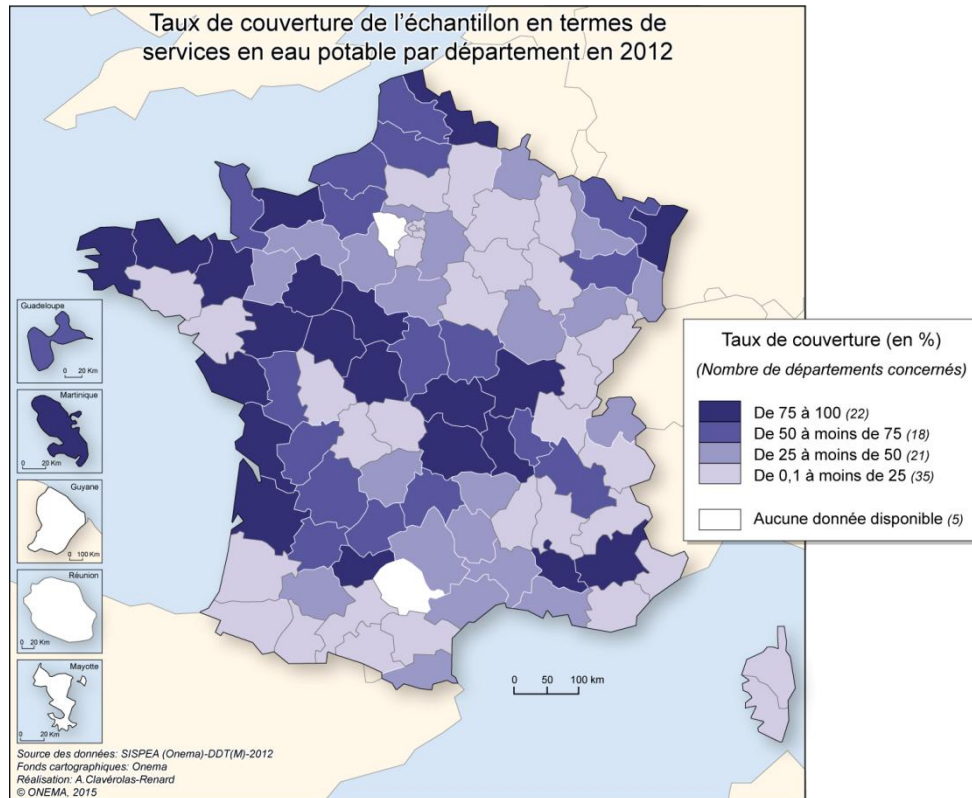 Taux de couverture de l’échantillon en termes de
services en eau potable par département en 2012
Guadeloupe
0 20 Km
Martinique
0 20 Km
Guyane
0 100 Km
Réunion
0 20 Km
Mayotte
0 20 Km
Taux de couverture (en %)
(Nombre de départements concernés)
De 75 à 100 (22)
De 50 à moins de 75 (18)
De 25 à moins de 50 (21)
De 0,1 à moins de 25 (35)
Aucune donnée disponible (5)
0 50 100 km
Source des données: SISPEA (Onema)-DDT(M)-2012
Fonds cartographiques: Onema
Réalisation: A.Clavérolas-Renard
© ONEMA, 2015